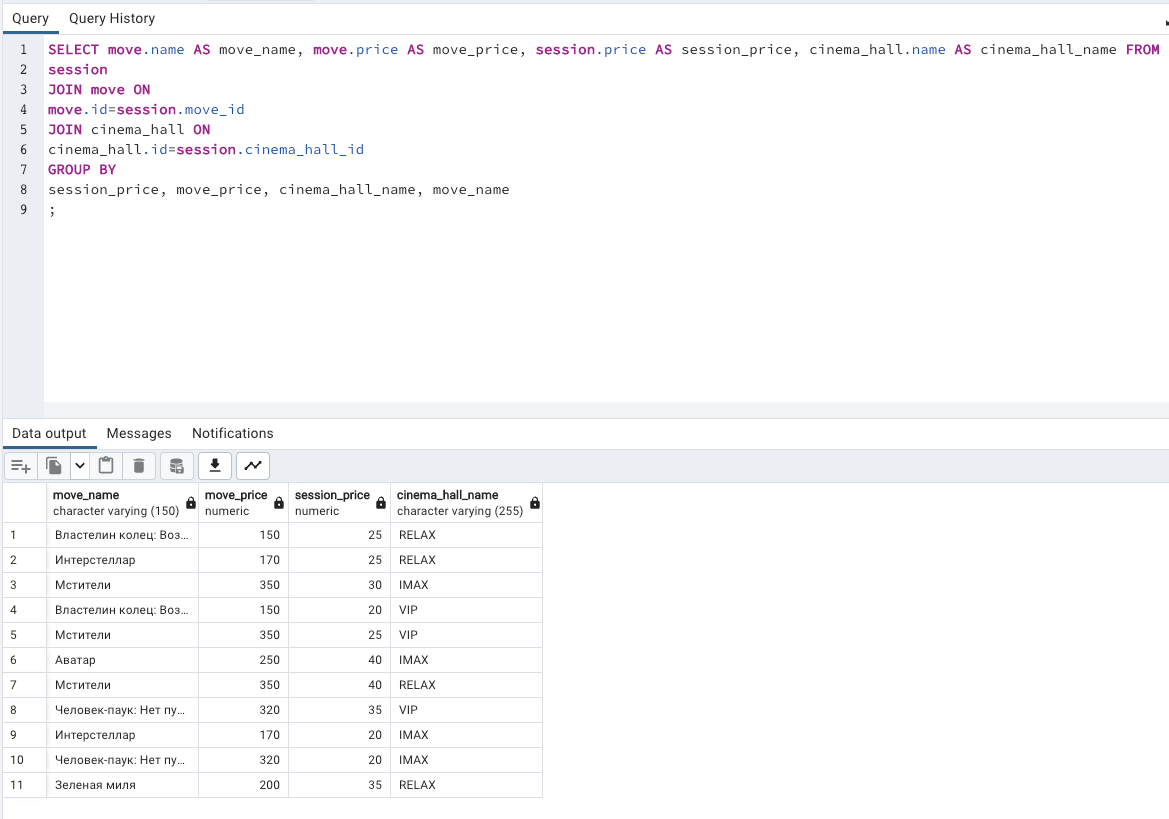 Query Query History
1 SELECT move.name AS move_name, move.price AS move_price, session.price AS session_price, cinema_hall.name AS cinema_hall_name FROM
2 session
3 JOIN move ON
4 move.id=session.move_id
5 JOIN cinema_hall ON
6 cinema_hall.id=session.cinema_hall_id
7 GROUP BY
8 session_price, move_price, cinema_hall_name, move_name
9 ;
Data output Messages Notifications
move_name move_price session_price cinema_hall_name
character varying (150) numeric numeric character varying (255)
1 Властелин колец: Воз... 150 25 RELAX
2 Интерстеллар 170 25 RELAX
3 Мстители 350 30 IMAX
4 Властелин колец: Воз... 150 20 VIP
5 Мстители 350 25 VIP
6 Аватар 250 40 IMAX
7 Мстители 350 40 RELAX
8 Человек-паук: Нет пу... 320 35 VIP
9 Интерстеллар 170 20 IMAX
10 Человек-паук: Нет пу... 320 20 IMAX
11 Зеленая миля 200 35 RELAX